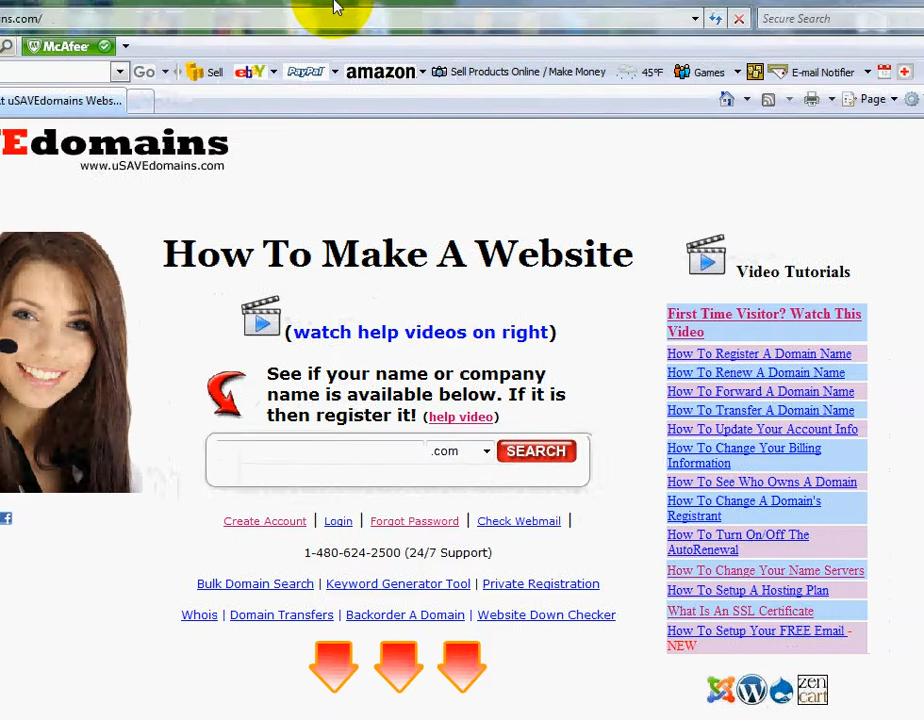 ns.com/
Secure Search
McAfee
Go Sell ebY PayPal amazon Sell Products Online / Make Money 45°F Games E-mail Notifier
t uSAVEdomains Webs...
Page
Edomains
www.uSAVEdomains.com
How To Make A Website
(watch help videos on right)
See if your name or company
name is available below. If it is
then register it! (help video)
.com SEARCH
Create Account | Login | Forgot Password | Check Webmail |
1-480-624-2500 (24/7 Support)
Bulk Domain Search | Keyword Generator Tool | Private Registration
Whois | Domain Transfers | Backorder A Domain | Website Down Checker
Video Tutorials
First Time Visitor? Watch This
Video
How To Register A Domain Name
How To Renew A Domain Name
How To Forward A Domain Name
How To Transfer A Domain Name
How To Update Your Account Info
How To Change Your Billing
Information
How To See Who Owns A Domain
How To Change A Domain's
Registrant
How To Turn On/Off The
AutoRenewal
How To Change Your Name Servers
How To Setup A Hosting Plan
What Is An SSL Certificate
How To Setup Your FREE Email -
NEW
zen
cart